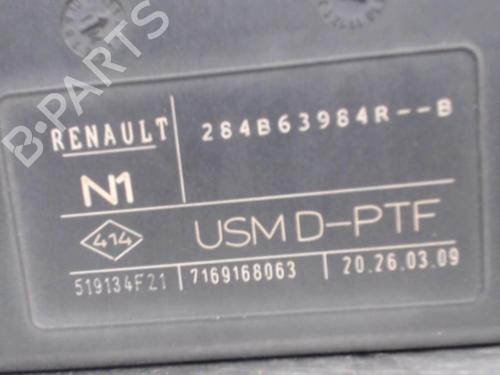 RENAULT 284B63984R--B
N1
414 USM D-PTF
519134F21 7169168063 20.26.03.09
B-PARTS